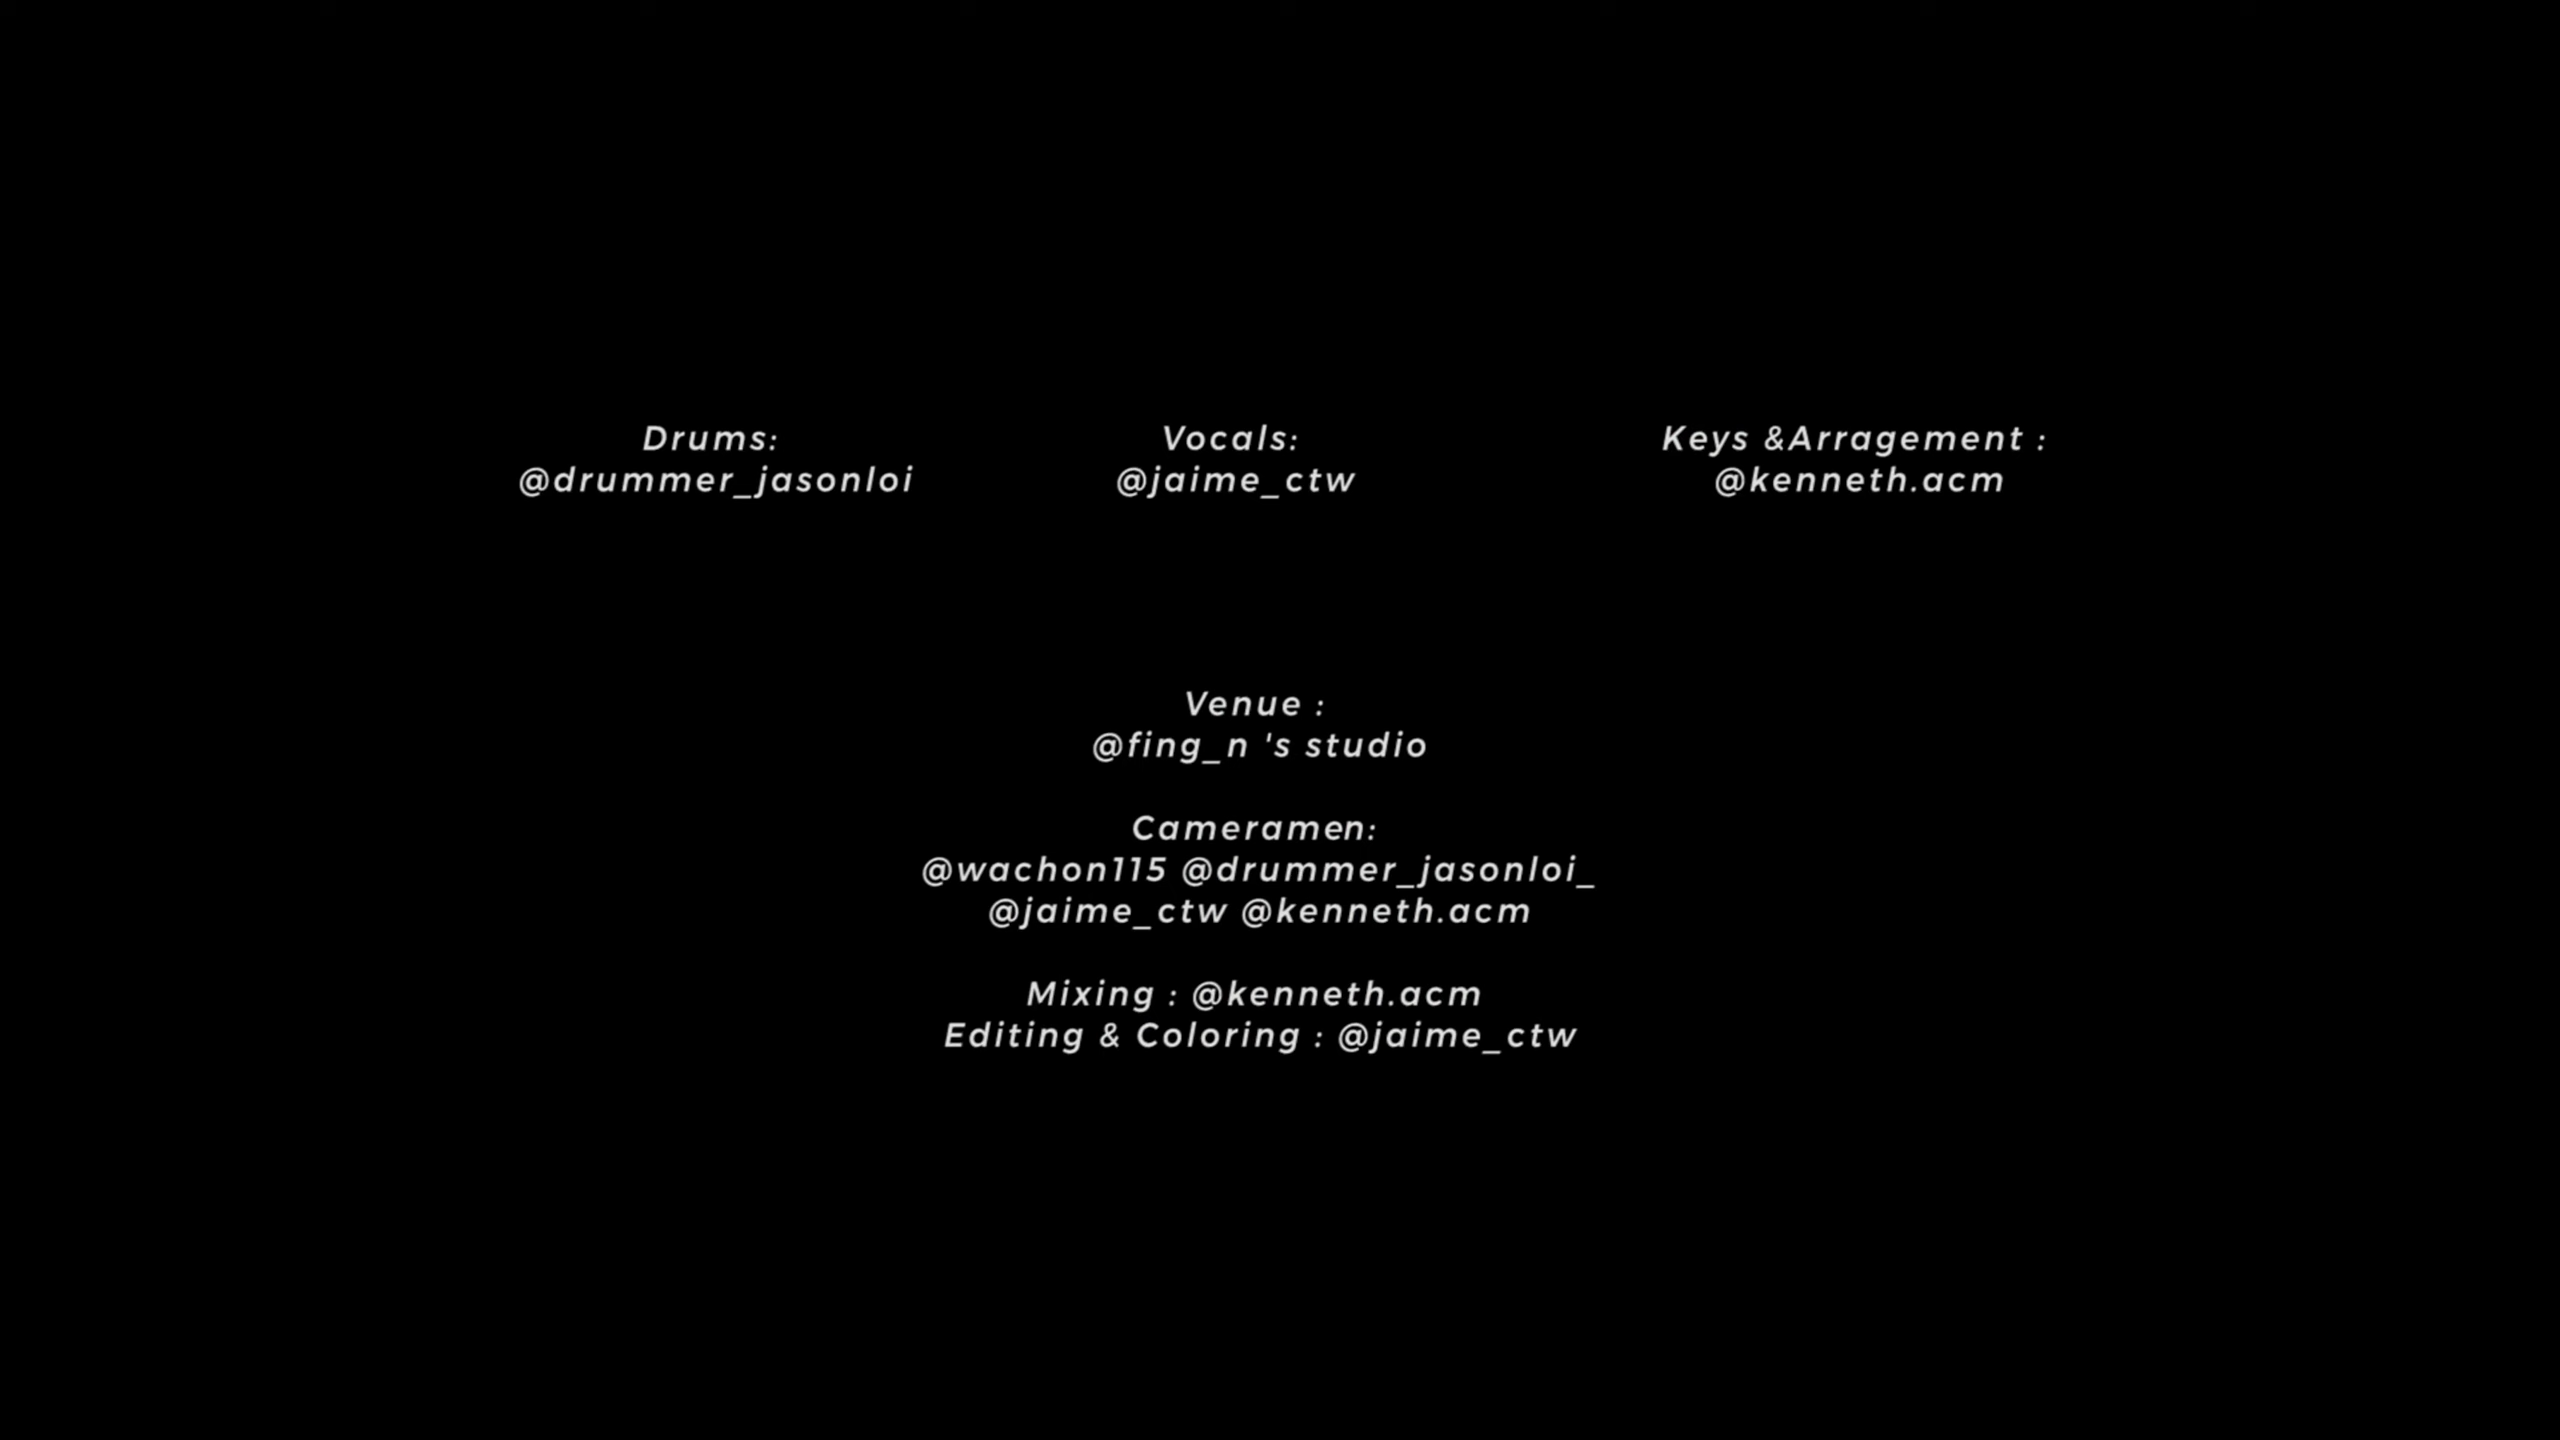 Drums:
@drummer_jasonloi
Vocals:
@jaime_ctw
Keys &Arragement :
@kenneth.acm
Venue :
@fing_n 's studio
Cameramen:
@wachon115 @drummer_jasonloi_
@jaime_ctw @kenneth.acm
Mixing : @kenneth.acm
Editing & Coloring : @jaime_ctw